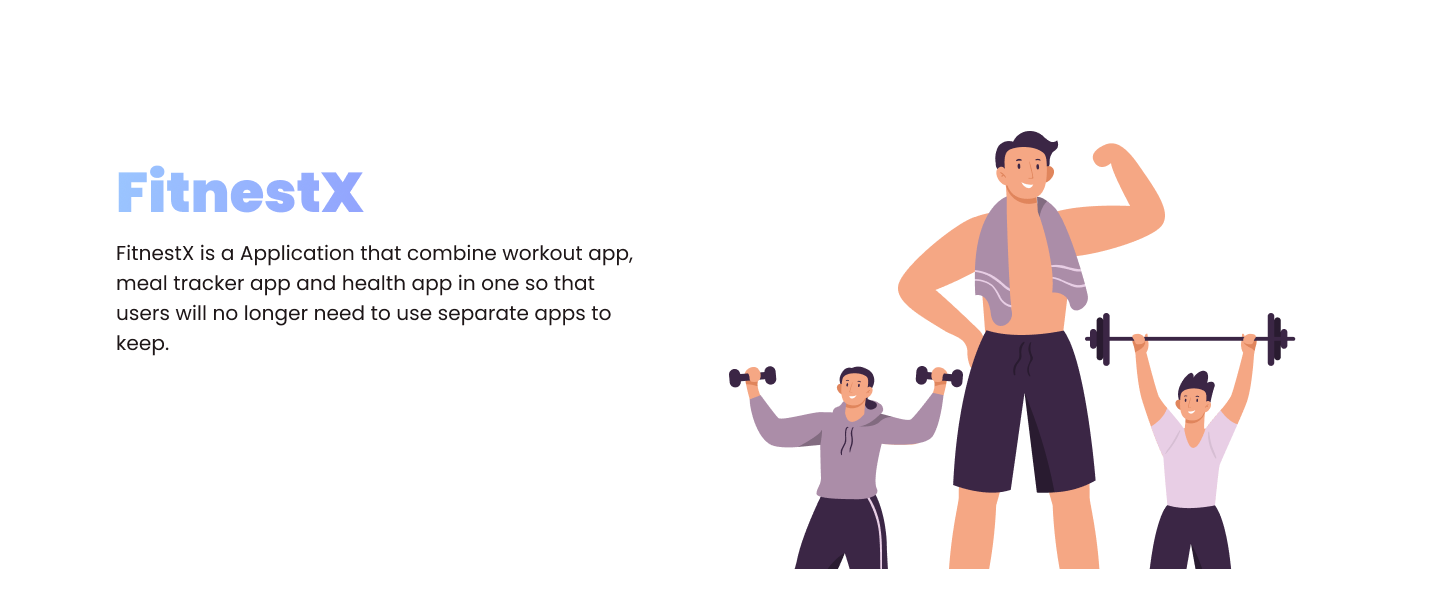 FitnestX
FitnestX is a Application that combine workout app,
meal tracker app and health app in one so that
users will no longer need to use separate apps to
keep.